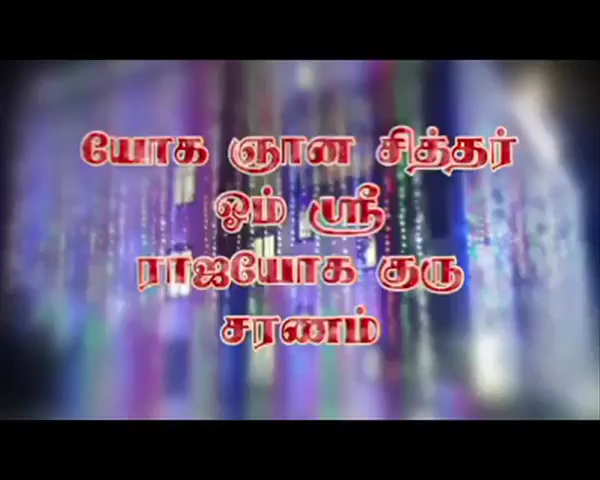 யோக ஞான சித்தர்
ஓம் ஸ்ரீ
ராஜயோக குரு
சரணம்